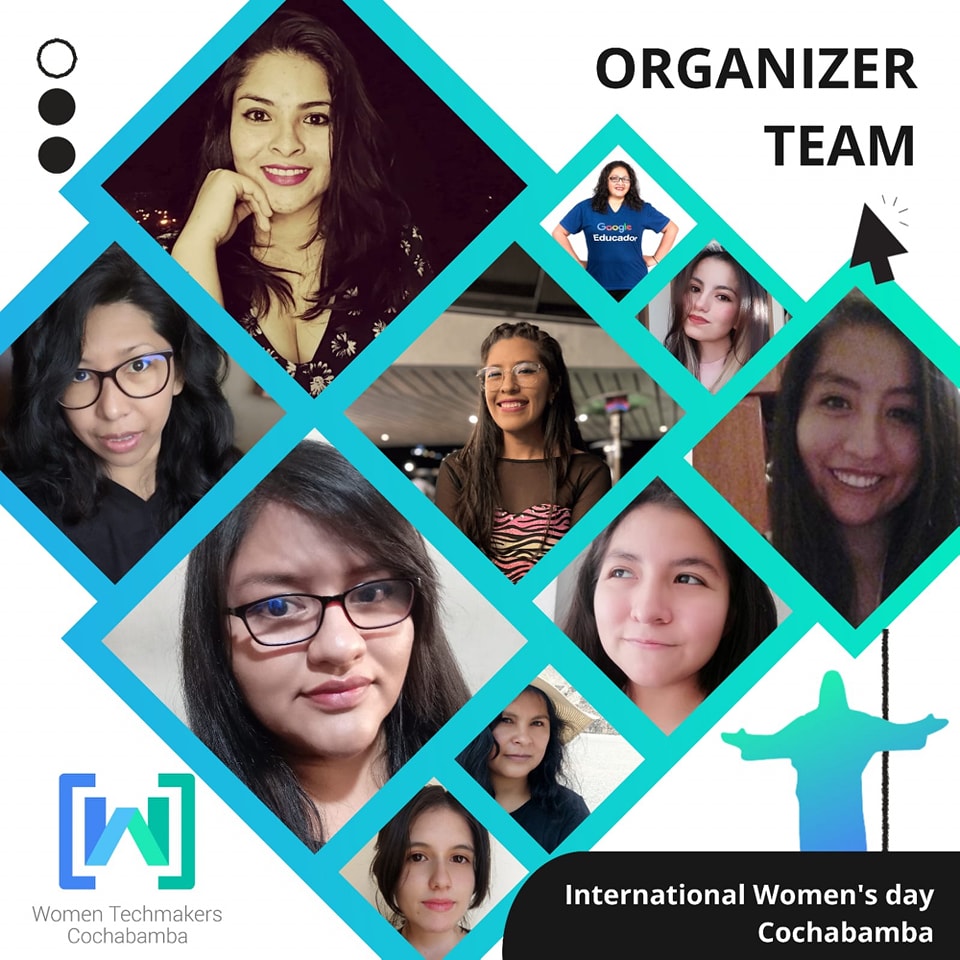 ORGANIZER
TEAM
Google
Educador
Women Techmakers
Cochabamba
International Women's day
Cochabamba